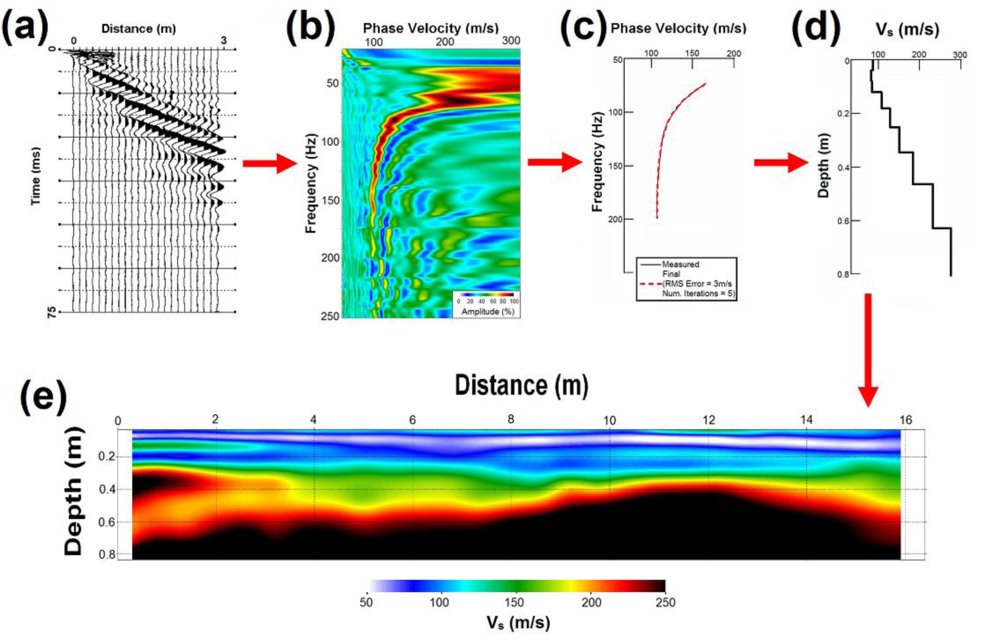 (a)
Distance (m)
0 3
0
Time (ms)
75
(b)
Phase Velocity (m/s)
100 200 300
Frequency (Hz)
50
100
150
200
250
0 20 40 60 80 100
Amplitude (%)
(c)
Phase Velocity (m/s)
100 150 200
Frequency (Hz)
50
100
150
200
Measured
Final
(RMS Error = 3m/s
Num. Iterations = 5)
(d)
Vs (m/s)
100 200 300
Depth (m)
0
0.2
0.4
0.6
0.8
(e)
Distance (m)
0 2 4 6 8 10 12 14 16
Depth (m)
0.2
0.4
0.6
0.8
50 100 150 200 250
Vs (m/s)